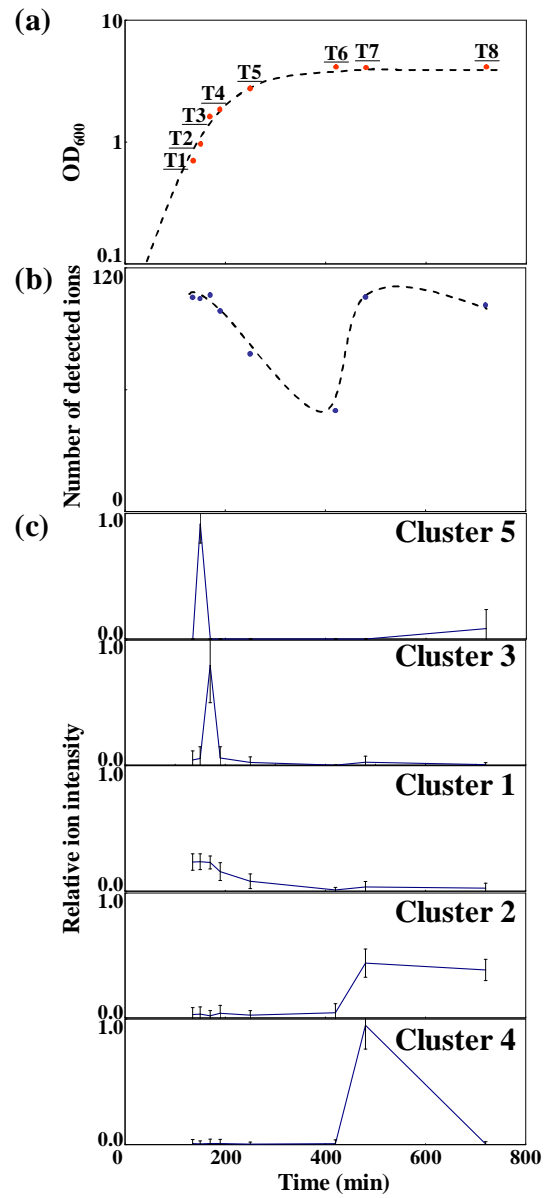 (a)
10
1
0.1
OD600
T1
T2
T3
T4
T5
T6
T7
T8
(b)
120
0
Number of detected ions
(c)
Relative ion intensity
1.0
0.0
Cluster 5
1.0
0.0
Cluster 3
1.0
0.0
Cluster 1
1.0
0.0
Cluster 2
1.0
0.0
Cluster 4
0 200 400 600 800
Time (min)